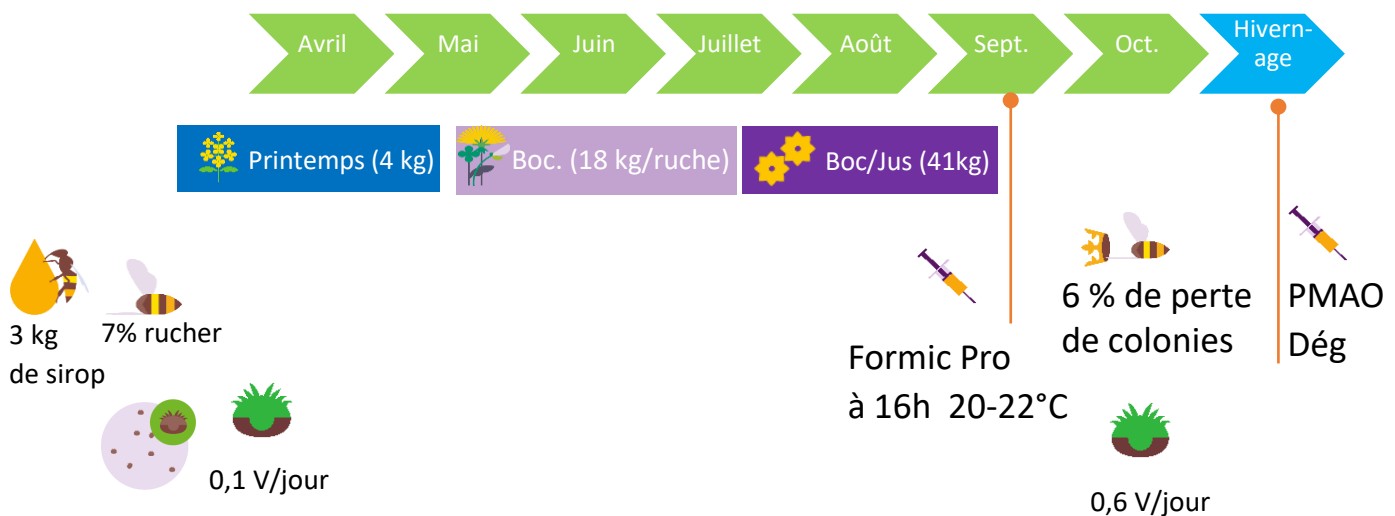 Avril
Mai
Juin
Juillet
Août
Sept.
Oct.
Hivern-
age
Printemps (4 kg)
Boc. (18 kg/ruche)
Boc/Jus (41kg)
3 kg
de sirop
7% rucher
0,1 V/jour
Formic Pro
à 16h 20-22°C
6 % de perte
de colonies
0,6 V/jour
PMAO
Dég